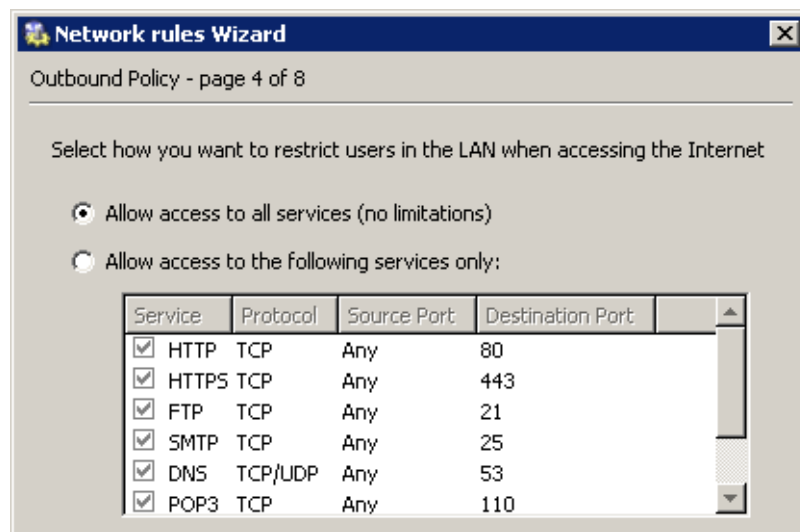 Network rules Wizard
Outbound Policy - page 4 of 8
Select how you want to restrict users in the LAN when accessing the Internet
Allow access to all services (no limitations)
Allow access to the following services only:
Service Protocol Source Port Destination Port
HTTP TCP Any 80
HTTPS TCP Any 443
FTP TCP Any 21
SMTP TCP Any 25
DNS TCP/UDP Any 53
POP3 TCP Any 110